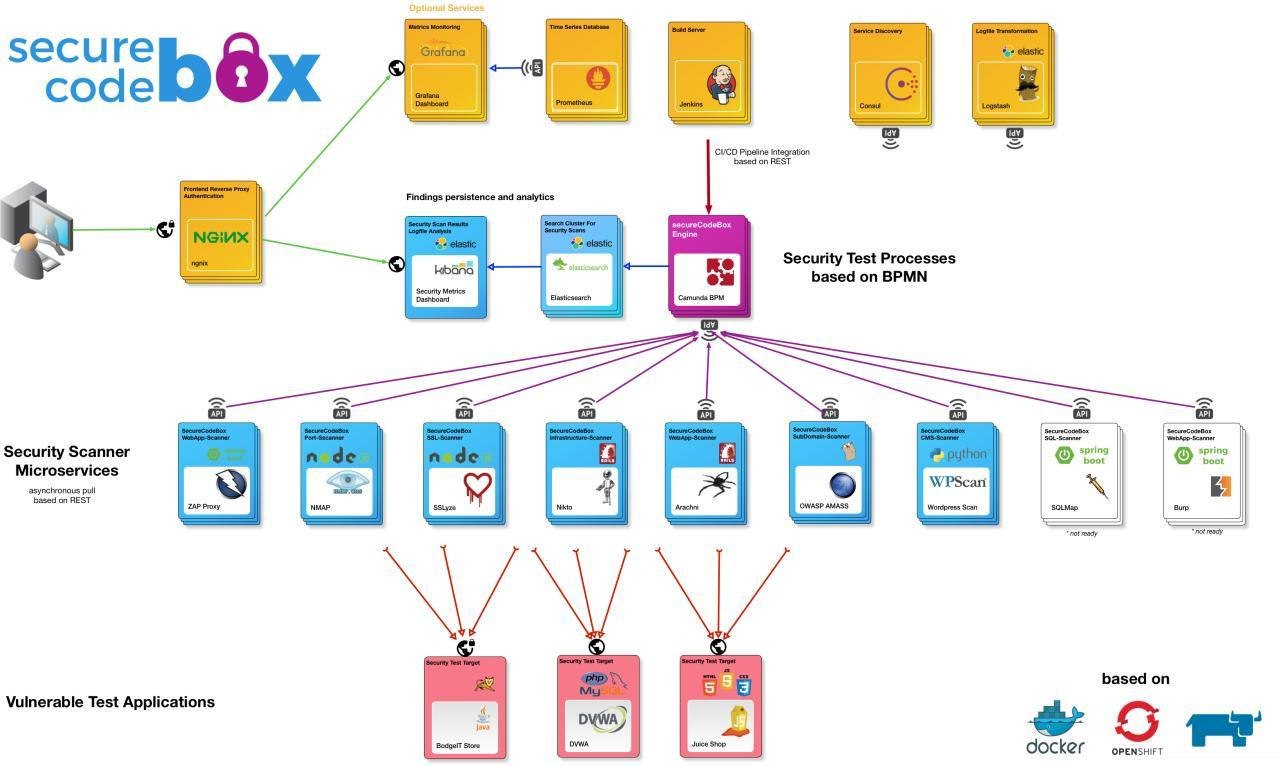 Optional Services
secure
code
box
Metrics Monitoring
Grafana
Grafana
Dashboard
API
Time Series Database
Prometheus
Build Server
Jenkins
Service Discovery
Consul
API
Logfile Transformation
elastic
Logstash
API
CI/CD Pipeline Integration
based on REST
Frontend Reverse Proxy
Authentication
NGINX
ngnix
Findings persistence and analytics
Security Scan Results
Logfile Analysis
elastic
kibana
Security Metrics
Dashboard
Search Cluster For
Security Scans
elastic
elasticsearch
Elasticsearch
secureCodeBox
Engine
Camunda BPM
API
Security Test Processes
based on BPMN
Security Scanner
Microservices
asynchronous pull
based on REST
API
SecureCodeBox
WebApp-Scanner
spring
boot
ZAP Proxy
API
SecureCodeBox
Port-Sscanner
node
NMAP
API
SecureCodeBox
SSL-Scanner
node
SSLyze
API
SecureCodeBox
Infrastructure-Scanner
RAILS
Nikto
API
SecureCodeBox
WebApp-Scanner
RAILS
Arachni
API
SecureCodeBox
SubDomain-Scanner
OWASP AMASS
API
SecureCodeBox
CMS-Scanner
python
WPScan
Wordpress Scan
API
SecureCodeBox
SQL-Scanner
spring
boot
SQLMap
* not ready
API
SecureCodeBox
WebApp-Scanner
spring
boot
Burp
* not ready
Vulnerable Test Applications
Security Test Target
Java
BodgeIT Store
Security Test Target
php
MySQL
DVWA
DVWA
Security Test Target
HTML
5
JS
5
CSS
3
JS
Juice Shop
based on
docker
OPENSHIFT